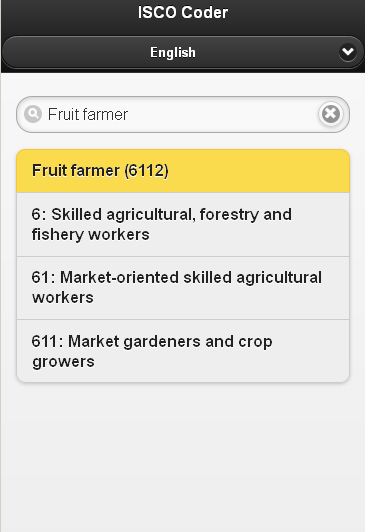 ISCO Coder
English
Fruit farmer
Fruit farmer (6112)
6: Skilled agricultural, forestry and
fishery workers
61: Market-oriented skilled agricultural
workers
611: Market gardeners and crop
growers